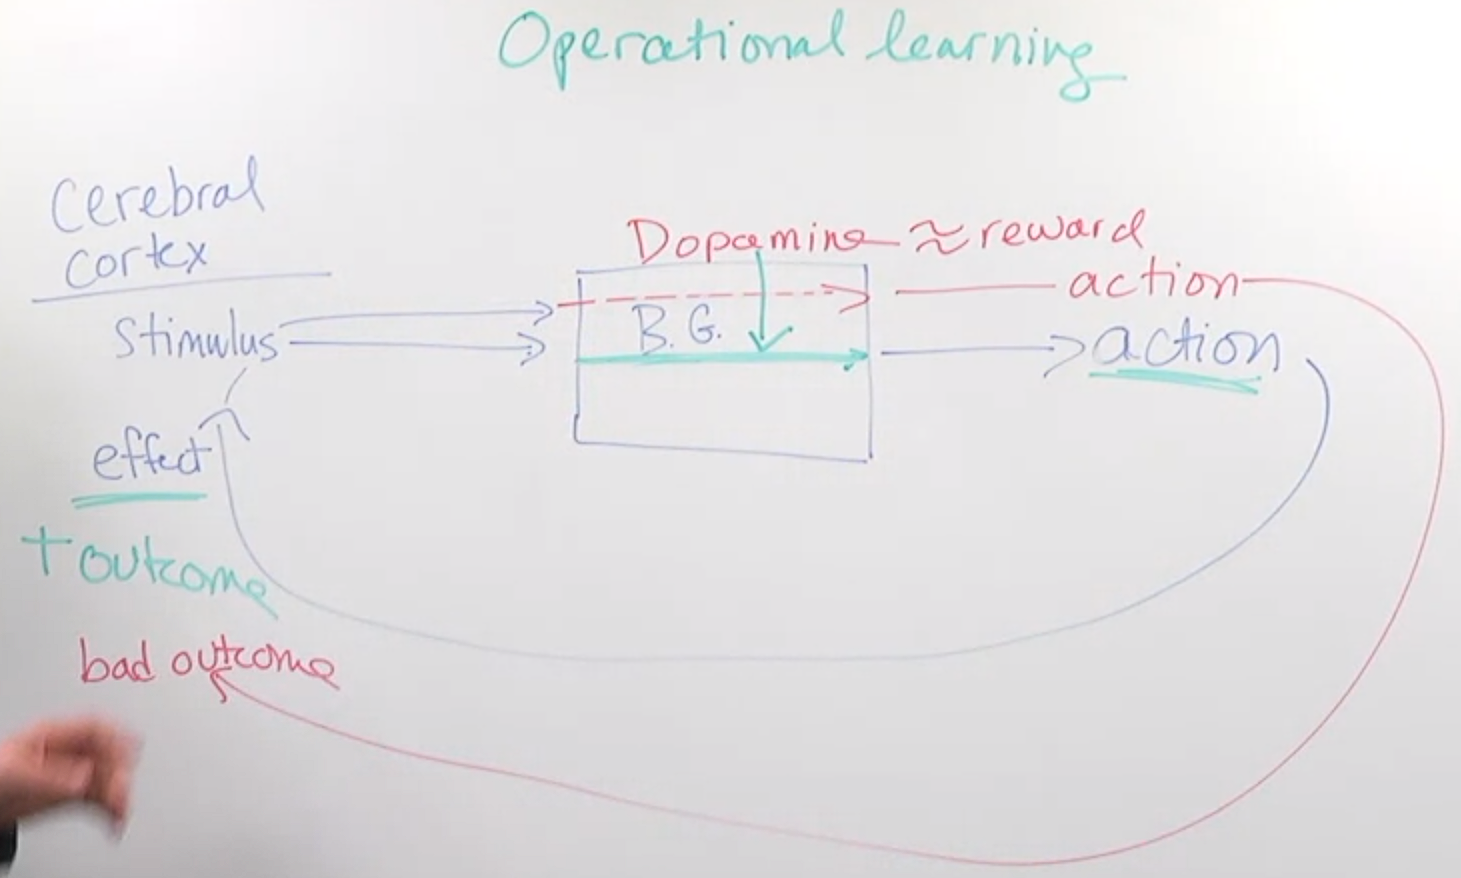 Operational learning
Cerebral
cortex
Dopamine ≈ reward
action
Stimulus
B.G.
action
effect
+ outcome
bad outcome